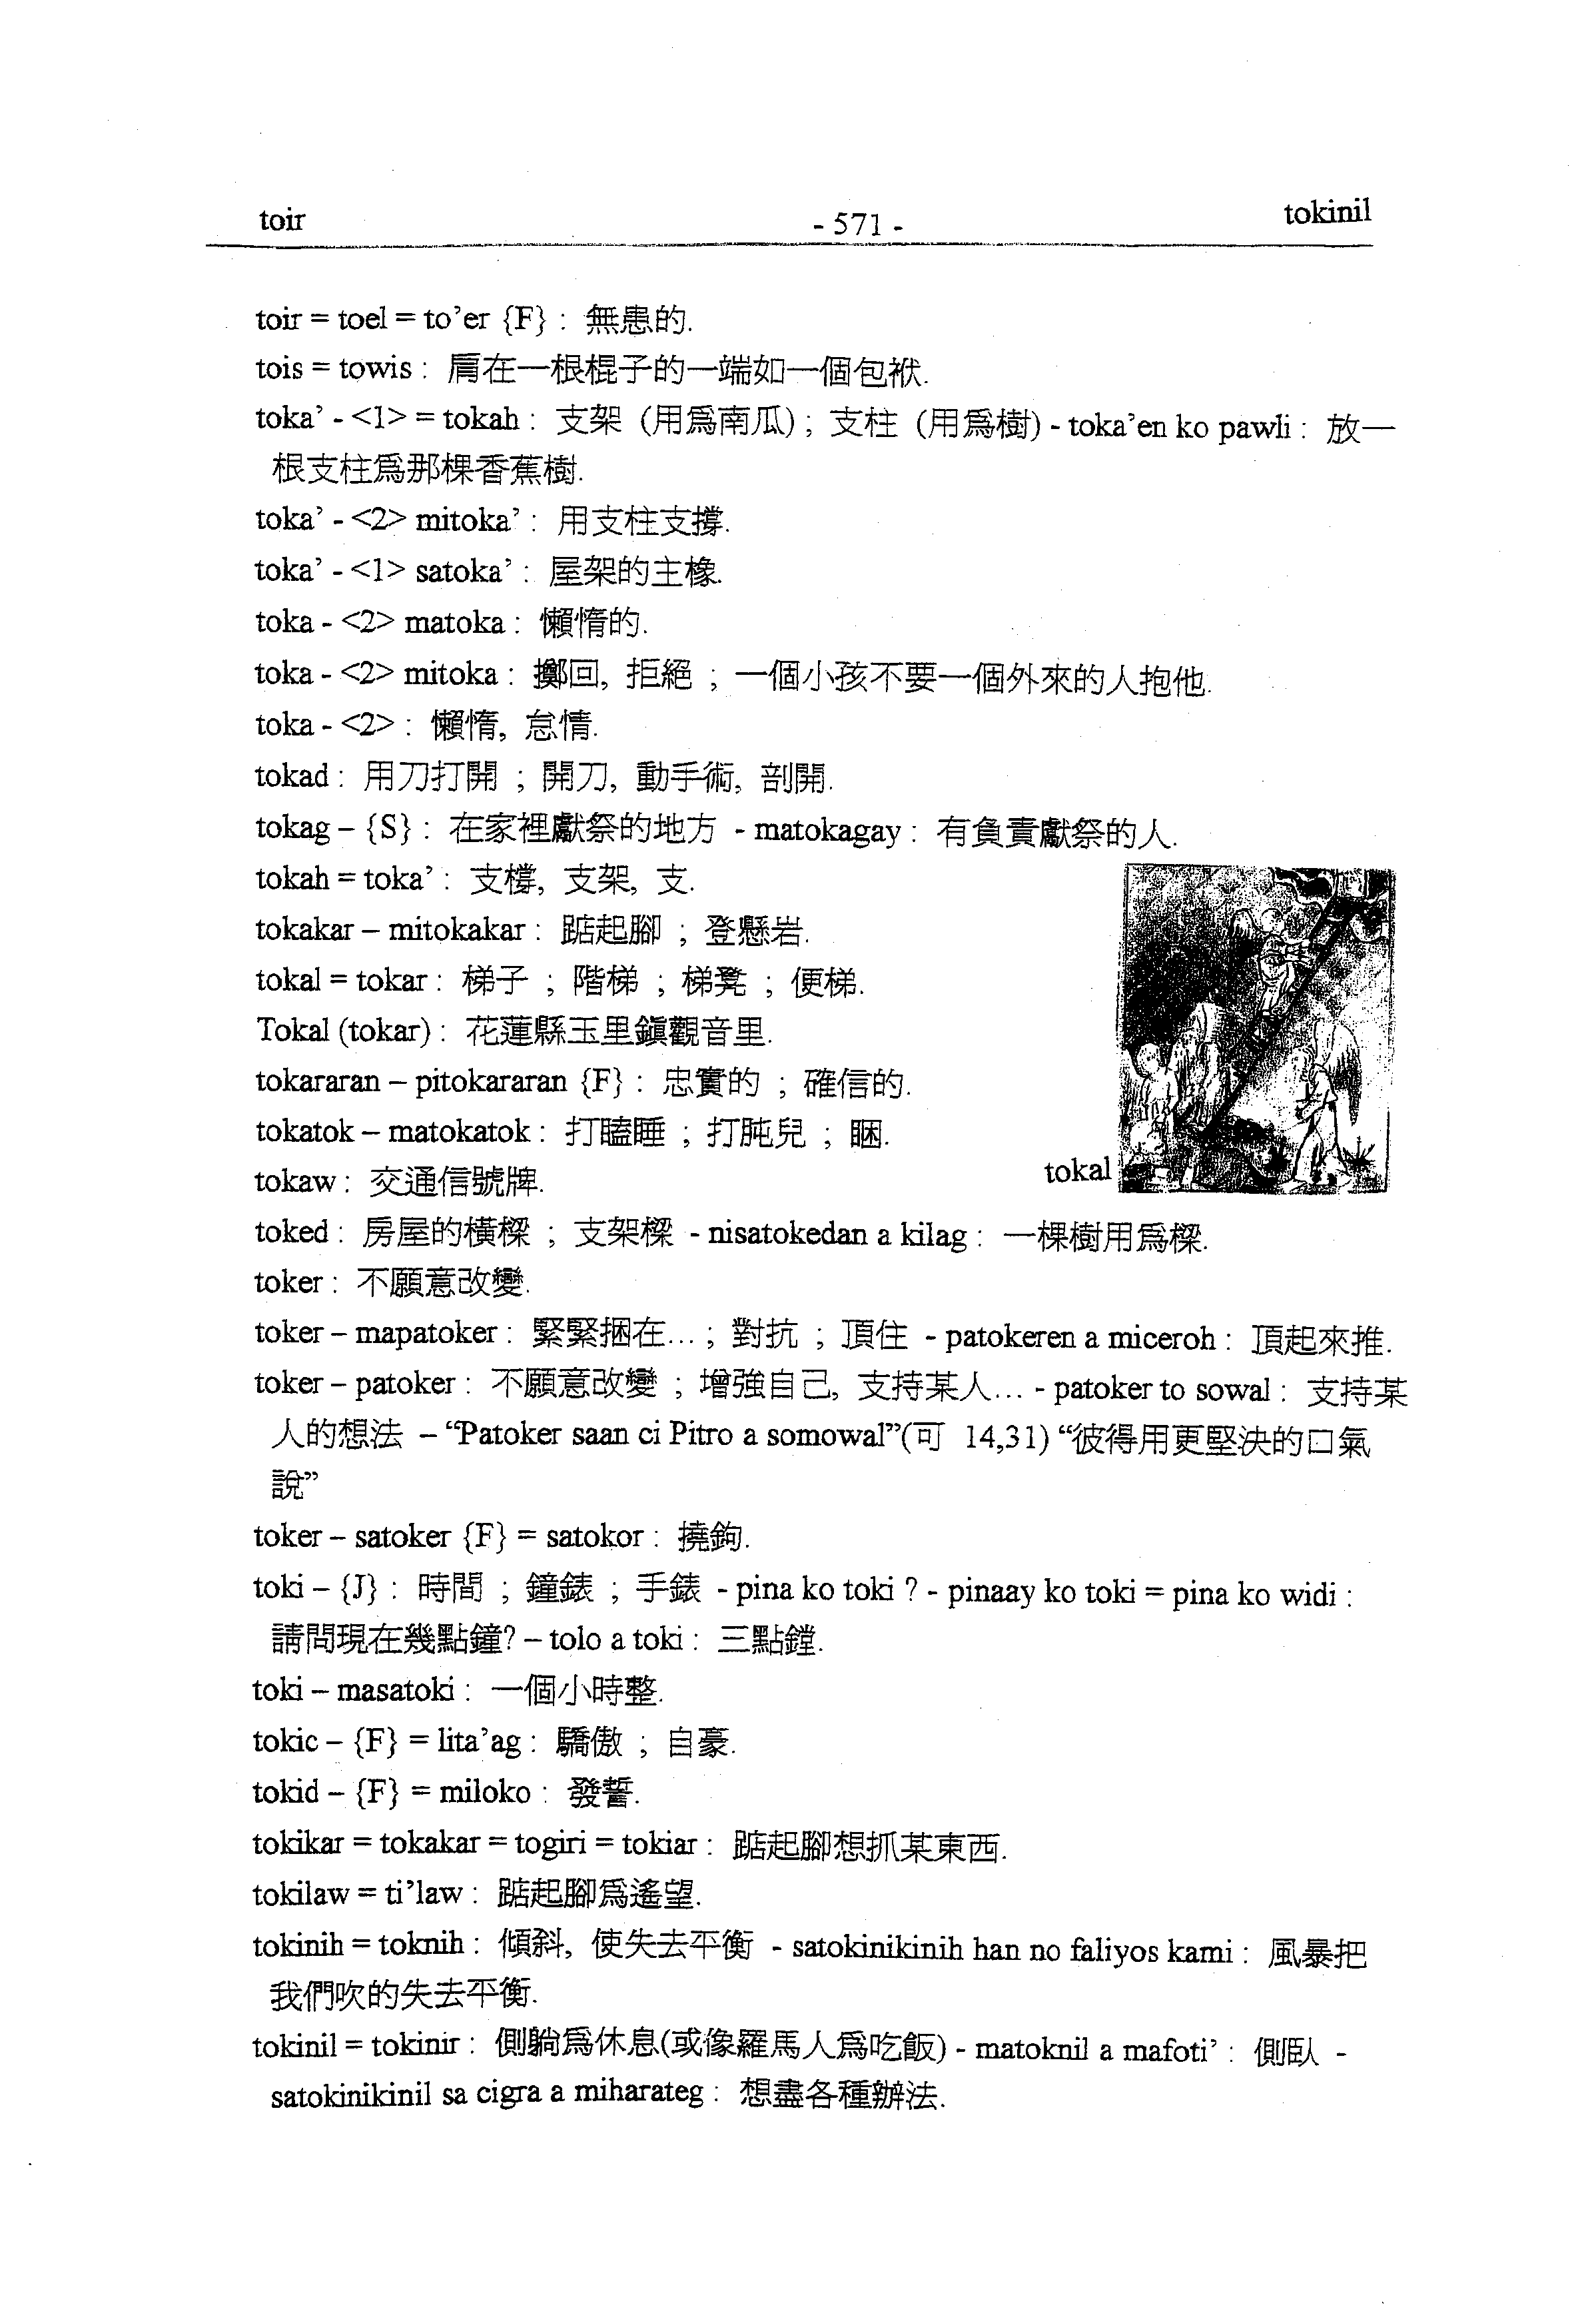 toir - 571 - tokinil
toir = toel = to’er {F} : 無患的.
tois = towis : 肩在一根棍子的一端如一個包袱.
toka’ - <1> = tokah : 支架 (用爲南瓜) ; 支柱 (用爲樹) - toka’en ko pawli : 放一
根支柱爲那棵香蕉樹.
toka’ - <2> mitoka’ : 用支柱支撐.
toka’ - <1> satoka’ : 屋架的主椽.
toka - <2> matoka : 懶惰的.
toka - <2> mitoka : 擲回, 拒絕 ; 一個小孩不要一個外來的人抱他.
toka - <2> : 懶惰, 怠情.
tokad : 用刀打開 ; 開刀, 動手術, 剖開.
tokag – {S} : 在家裡獻祭的地方 - matokagay : 有負責獻祭的人.
tokah = toka’ : 支撐, 支架, 支.
tokakar – mitokakar : 踮起腳 ; 登懸岩.
tokal = tokar : 梯子 ; 階梯 ; 梯凳 ; 便梯.
Tokal (tokar) : 花蓮縣玉里鎮觀音里.
tokararan – pitokararan {F} : 忠實的 ; 確信的.
tokatok – matokatok : 打瞌睡 ; 打盹兒 ; 睏.
tokaw : 交通信號牌.
tokal
toked : 房屋的橫樑 ; 支架樑 - nisatokedan a kilag : 一棵樹用爲樑.
toker : 不願意改變.
toker – mapatoker : 緊緊捆在... ; 對抗 ; 頂住 - patokeren a miceroh : 頂起來推.
toker – patoker : 不願意改變 ; 增強自己, 支持某人... - patoker to sowal : 支持某
人的想法 – “Patoker saan ci Pitro a somowal”(可 14,31) “彼得用更堅決的口氣
說”
toker – satoker {F} = satokor : 撓鉤.
toki – {J} : 時間 ; 鐘錶 ; 手錶 - pina ko toki ? - pinaay ko toki = pina ko widi :
請問現在幾點鐘? – tolo a toki : 三點鏜.
toki – masatoki : 一個小時整.
tokic – {F} = lita’ag : 驕傲 ; 自豪.
tokid – {F} = miloko : 發誓.
tokikar = tokakar = togiri = tokiar : 踮起腳想抓某東西.
tokilaw = ti’law : 踮起腳爲遙望.
tokinih = toknih : 傾斜, 使失去平衡 - satokinikinih han no faliyos kami : 風暴把
我們吹的失去平衡.
tokinil = tokinir : 側躺爲休息(或像羅馬人爲吃飯) - matoknil a mafoti’ : 側臥 -
satokinikinil sa cigra a miharateg : 想盡各種辦法.